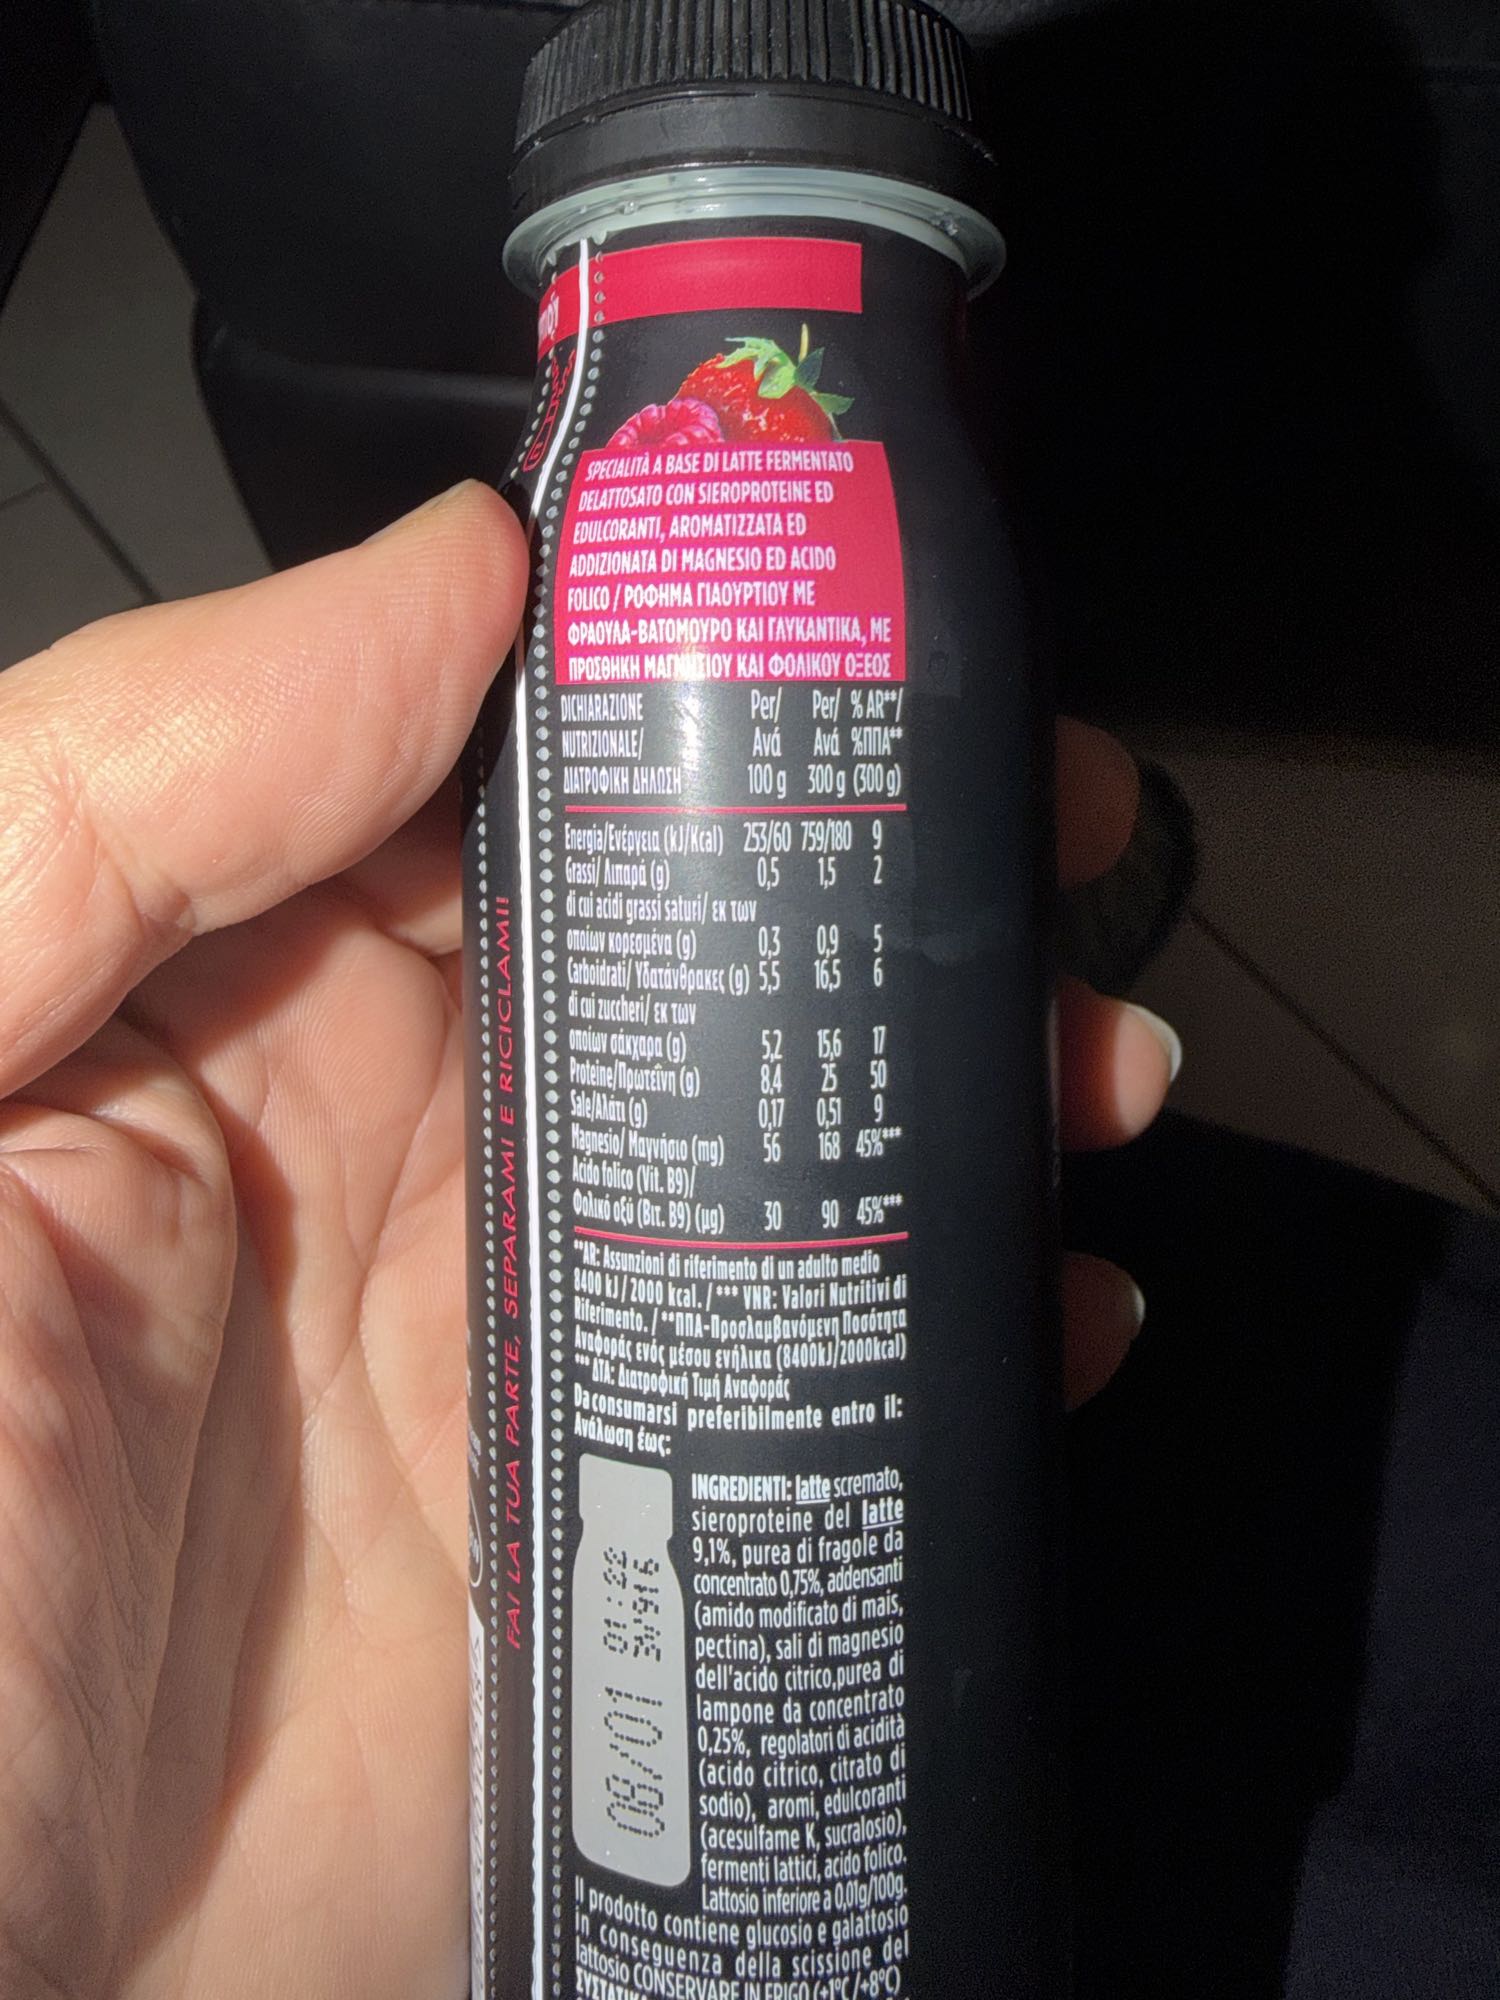 SPECIALITÀ A BASE DI LATTE FERMENTATO
DELATTOSATO CON SIEROPROTEINE ED
EDULCORANTI, AROMATIZZATA ED
ADDIZIONATA DI MAGNESIO ED ACIDO
FOLICO / ΡΟΦΗΜΑ ΓΙΑΟΥΡΤΙΟΥ ΜΕ
ΦΡΑΟΥΛΑ-ΒΑΤΟΜΟΥΡΟ ΚΑΙ ΓΛΥΚΑΝΤΙΚΑ, ΜΕ
ΠΡΟΣΘΗΚΗ ΜΑΓΝΗΣΙΟΥ ΚΑΙ ΦΟΛΙΚΟΥ ΟΞΕΟΣ
DICHIARAZIONE Per/ Per/ % AR**/
NUTRIZIONALE/ Ανά Ανά %ΠΠΑ**
ΔΙΑΤΡΟΦΙΚΗ ΔΗΛΩΣΗ 100 g 300 g (300 g)
Energia/Ενέργεια (kJ/Kcal) 253/60 759/180 9
Grassi/ Λιπαρά (g) 0,5 1,5 2
di cui acidi grassi saturi/ εκ των
οποίων κορεσμένα (g) 0,3 0,9 5
Carboidrati/ Υδατάνθρακες (g) 5,5 16,5 6
di cui zuccheri/ εκ των
οποίων σάκχαρα (g) 5,2 15,6 17
Proteine/Πρωτεΐνη (g) 8,4 25 50
Sale/Αλάτι (g) 0,17 0,51 9
Magnesio/ Μαγνήσιο (mg) 56 168 45%***
Acido folico (Vit. B9)/
Φολικό οξύ (Βιτ. B9) (μg) 30 90 45%***
**AR: Assunzioni di riferimento di un adulto medio
8400 kJ / 2000 kcal. / *** VNR: Valori Nutritivi di
Riferimento. / **ΠΠΑ-Προσλαμβανόμενη Ποσότητα
Αναφοράς ενός μέσου ενήλικα (8400kJ/2000kcal)
*** ΔΤΑ: Διατροφική Τιμή Αναφοράς
Da consumarsi preferibilmente entro il:
Ανάλωση έως:
08/01 01:22
INGREDIENTI: latte scremato,
sieroproteine del latte
9,1%, purea di fragole da
concentrato 0,75%, addensanti
(amido modificato di mais,
pectina), sali di magnesio
dell'acido citrico,purea di
lampone da concentrato
0,25%, regolatori di acidità
(acido citrico, citrato di
sodio), aromi, edulcoranti
(acesulfame K, sucralosio),
fermenti lattici, acido folico.
Lattosio inferiore a 0,01g/100g.
Il prodotto contiene glucosio e galattosio
in conseguenza della scissione del
lattosio CONSERVARE IN FRIGO (+1°C/+8°C)
FAI LA TUA PARTE, SEPARAMI E RICICLAMI!